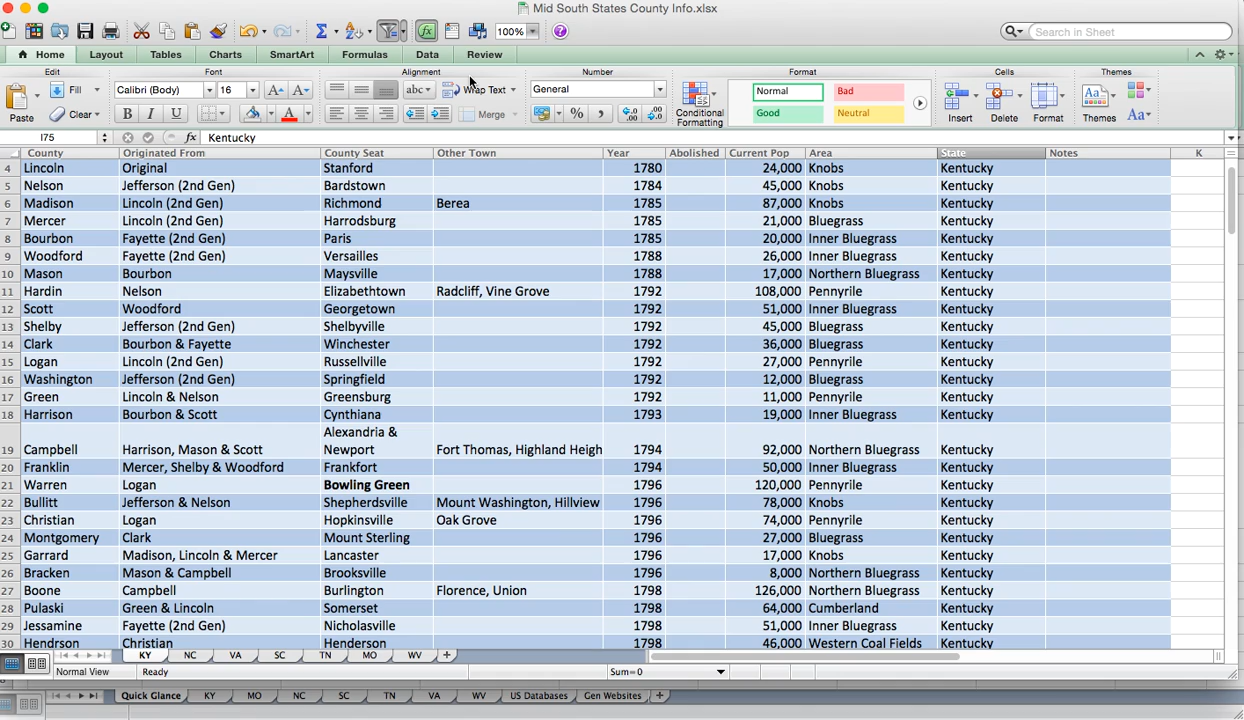 Mid South States County Info.xlsx
100% Search in Sheet
Home Layout Tables Charts SmartArt Formulas Data Review
Edit Font Alignment Number Format Cells Themes
Fill Calibri (Body) 16 A A abc Wrap Text General Normal Bad
Paste Clear B I U A Merge % Conditional Formatting Good Neutral Insert Delete Format Themes Aa
I75 fx Kentucky
County Originated From County Seat Other Town Year Abolished Current Pop Area State Notes K
4 Lincoln Original Stanford 1780 24,000 Knobs Kentucky
5 Nelson Jefferson (2nd Gen) Bardstown 1784 45,000 Knobs Kentucky
6 Madison Lincoln (2nd Gen) Richmond Berea 1785 87,000 Knobs Kentucky
7 Mercer Lincoln (2nd Gen) Harrodsburg 1785 21,000 Bluegrass Kentucky
8 Bourbon Fayette (2nd Gen) Paris 1785 20,000 Inner Bluegrass Kentucky
9 Woodford Fayette (2nd Gen) Versailles 1788 26,000 Inner Bluegrass Kentucky
10 Mason Bourbon Maysville 1788 17,000 Northern Bluegrass Kentucky
11 Hardin Nelson Elizabethtown Radcliff, Vine Grove 1792 108,000 Pennyrile Kentucky
12 Scott Woodford Georgetown 1792 51,000 Inner Bluegrass Kentucky
13 Shelby Jefferson (2nd Gen) Shelbyville 1792 45,000 Bluegrass Kentucky
14 Clark Bourbon & Fayette Winchester 1792 36,000 Bluegrass Kentucky
15 Logan Lincoln (2nd Gen) Russellville 1792 27,000 Pennyrile Kentucky
16 Washington Jefferson (2nd Gen) Springfield 1792 12,000 Bluegrass Kentucky
17 Green Lincoln & Nelson Greensburg 1792 11,000 Pennyrile Kentucky
18 Harrison Bourbon & Scott Cynthiana 1793 19,000 Inner Bluegrass Kentucky
Alexandria &
19 Campbell Harrison, Mason & Scott Newport Fort Thomas, Highland Heigh 1794 92,000 Northern Bluegrass Kentucky
20 Franklin Mercer, Shelby & Woodford Frankfort 1794 50,000 Inner Bluegrass Kentucky
21 Warren Logan Bowling Green 1796 120,000 Pennyrile Kentucky
22 Bullitt Jefferson & Nelson Shepherdsville Mount Washington, Hillview 1796 78,000 Knobs Kentucky
23 Christian Logan Hopkinsville Oak Grove 1796 74,000 Pennyrile Kentucky
24 Montgomery Clark Mount Sterling 1796 27,000 Bluegrass Kentucky
25 Garrard Madison, Lincoln & Mercer Lancaster 1796 17,000 Knobs Kentucky
26 Bracken Mason & Campbell Brooksville 1796 8,000 Northern Bluegrass Kentucky
27 Boone Campbell Burlington Florence, Union 1798 126,000 Northern Bluegrass Kentucky
28 Pulaski Green & Lincoln Somerset 1798 64,000 Cumberland Kentucky
29 Jessamine Fayette (2nd Gen) Nicholasville 1798 51,000 Inner Bluegrass Kentucky
30 Hendrson Christian Henderson 1798 46,000 Western Coal Fields Kentucky
KY NC VA SC TN MO WV
Normal View Ready Sum=0
Quick Glance KY MO NC SC TN VA WV US Databases Gen Websites